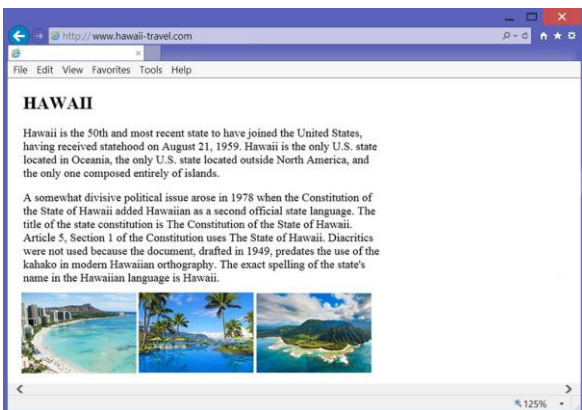 http://www.hawaii-travel.com
File Edit View Favorites Tools Help
HAWAII
Hawaii is the 50th and most recent state to have joined the United States,
having received statehood on August 21, 1959. Hawaii is the only U.S. state
located in Oceania, the only U.S. state located outside North America, and
the only one composed entirely of islands.
A somewhat divisive political issue arose in 1978 when the Constitution of
the State of Hawaii added Hawaiian as a second official state language. The
title of the state constitution is The Constitution of the State of Hawaii.
Article 5, Section 1 of the Constitution uses The State of Hawaii. Diacritics
were not used because the document, drafted in 1949, predates the use of the
kahako in modern Hawaiian orthography. The exact spelling of the state's
name in the Hawaiian language is Hawaii.
125%